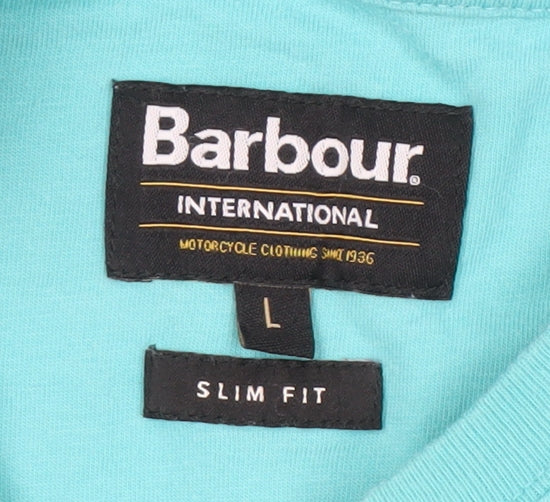 Barbour®
INTERNATIONAL
MOTORCYCLE CLOTHING SINCE 1936
L
SLIM FIT